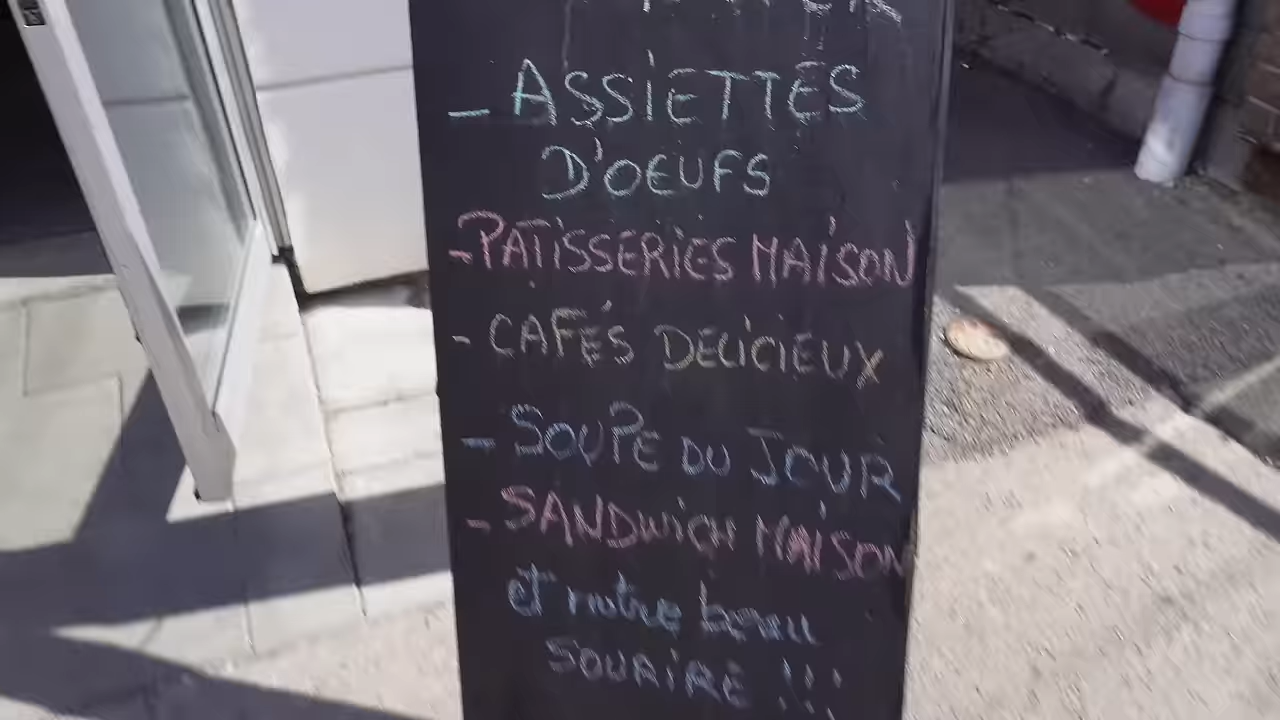 - ASSIETTES
D'OEUFS
- PATISSERIES MAISON
- CAFÉS DELICIEUX
- SOUPE DU JOUR
- SANDWICH MAISON
et notre beau
SOURIRE !!!